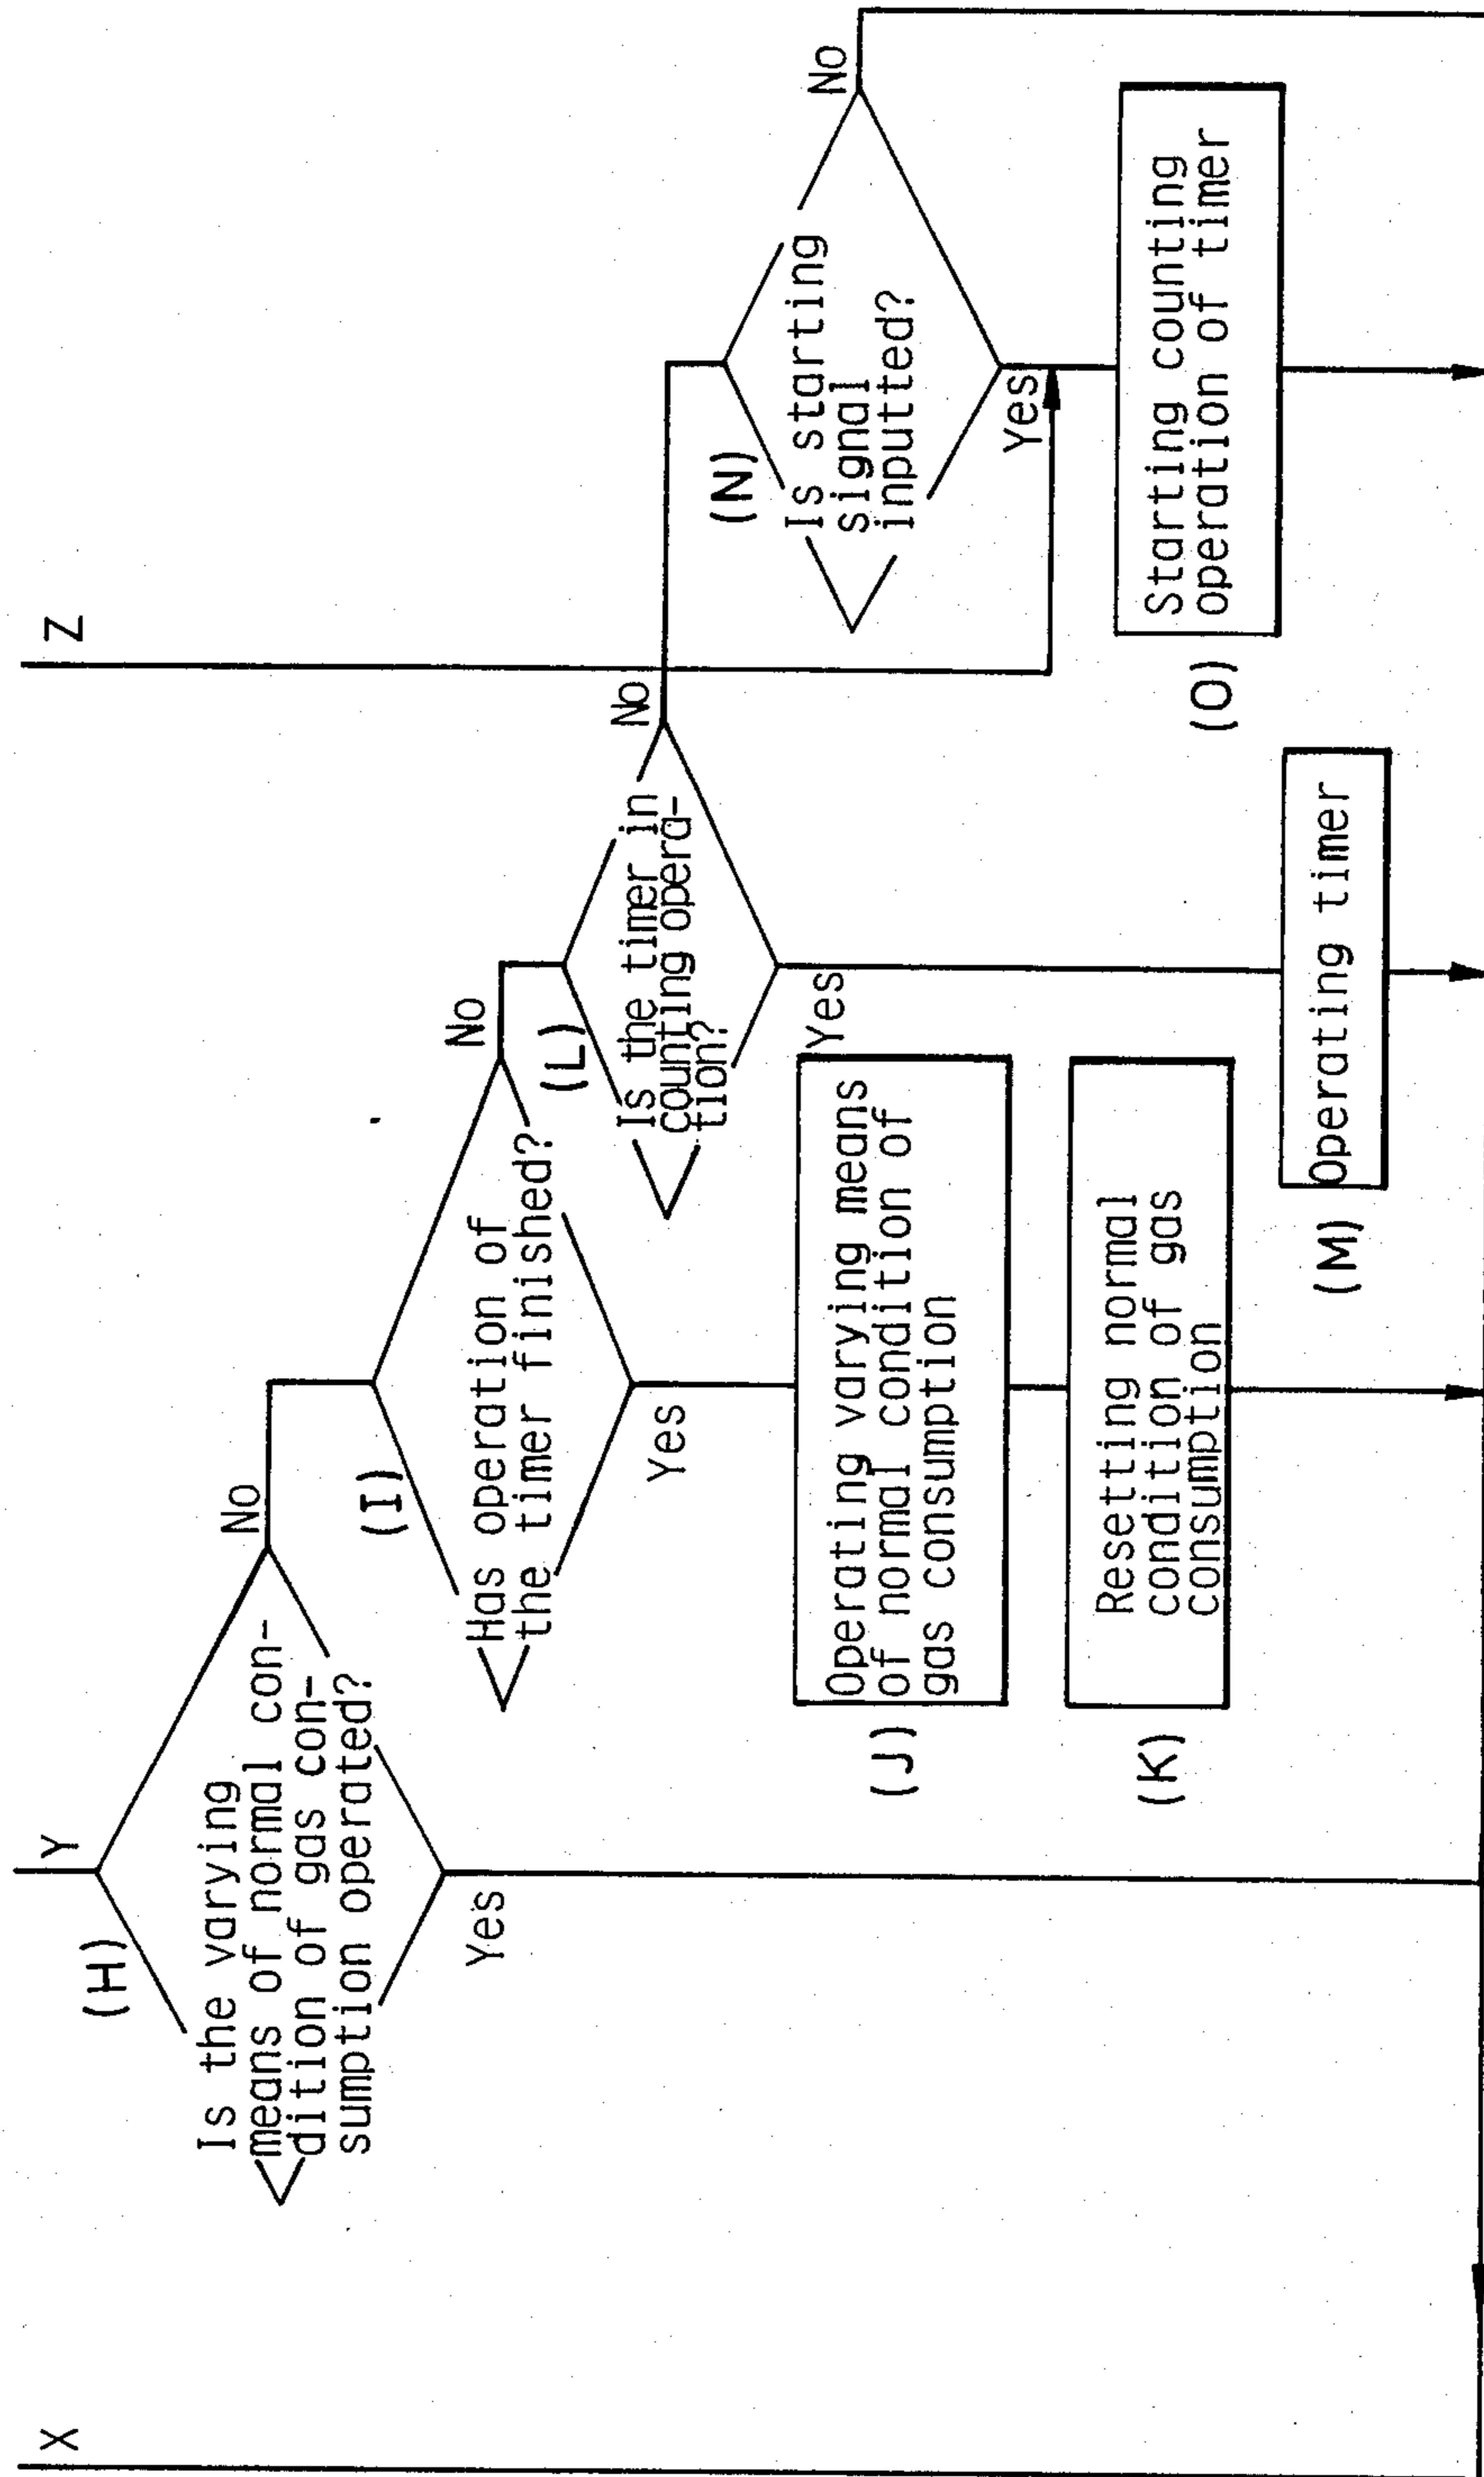 X
Y
Z
(H)
Is the varying
means of normal con-
dition of gas con-
sumption operated?
No
Yes
(I)
Has operation of
the timer finished?
No
Yes
(J)
Operating varying means
of normal condition of
gas consumption
(K)
Resetting normal
condition of gas
consumption
(L)
Is the timer in
counting opera-
tion?
No
Yes
(M)
Operating timer
(N)
Is starting
signal
inputted?
No
Yes
(O)
Starting counting
operation of timer